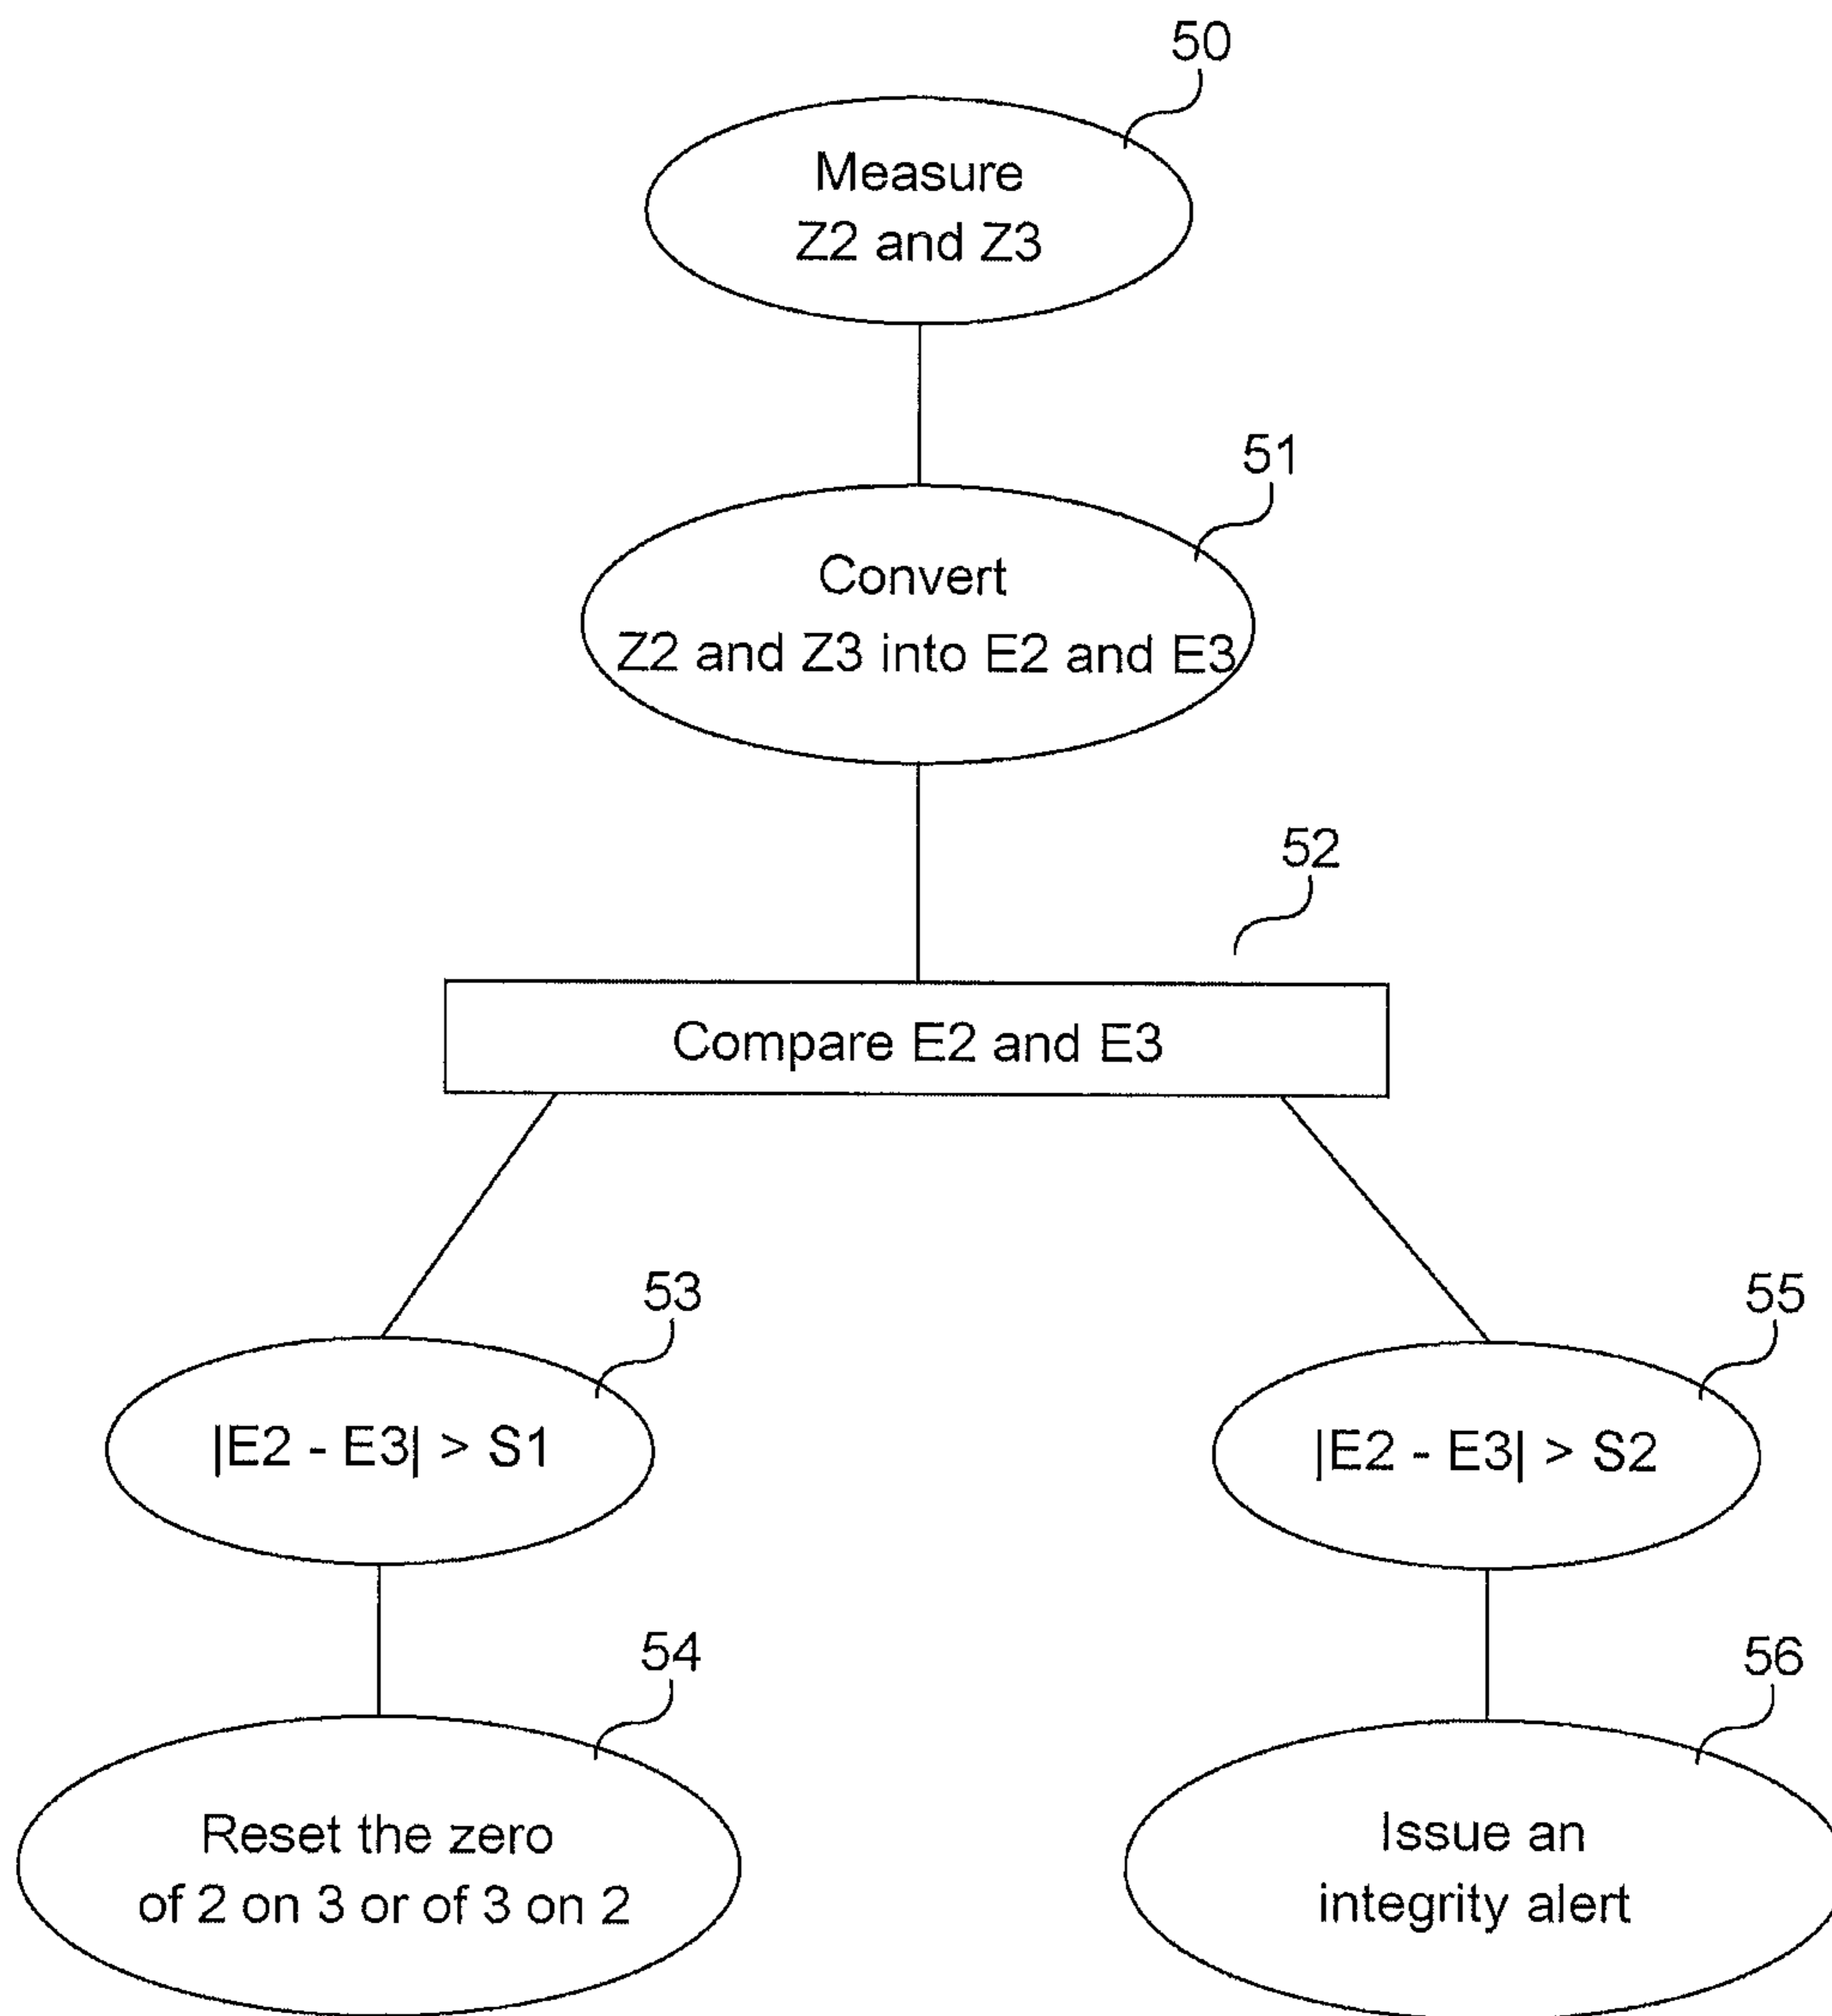 50
Measure
Z2 and Z3
51
Convert
Z2 and Z3 into E2 and E3
52
Compare E2 and E3
53
|E2 - E3| > S1
55
|E2 - E3| > S2
54
Reset the zero
of 2 on 3 or of 3 on 2
56
Issue an
integrity alert